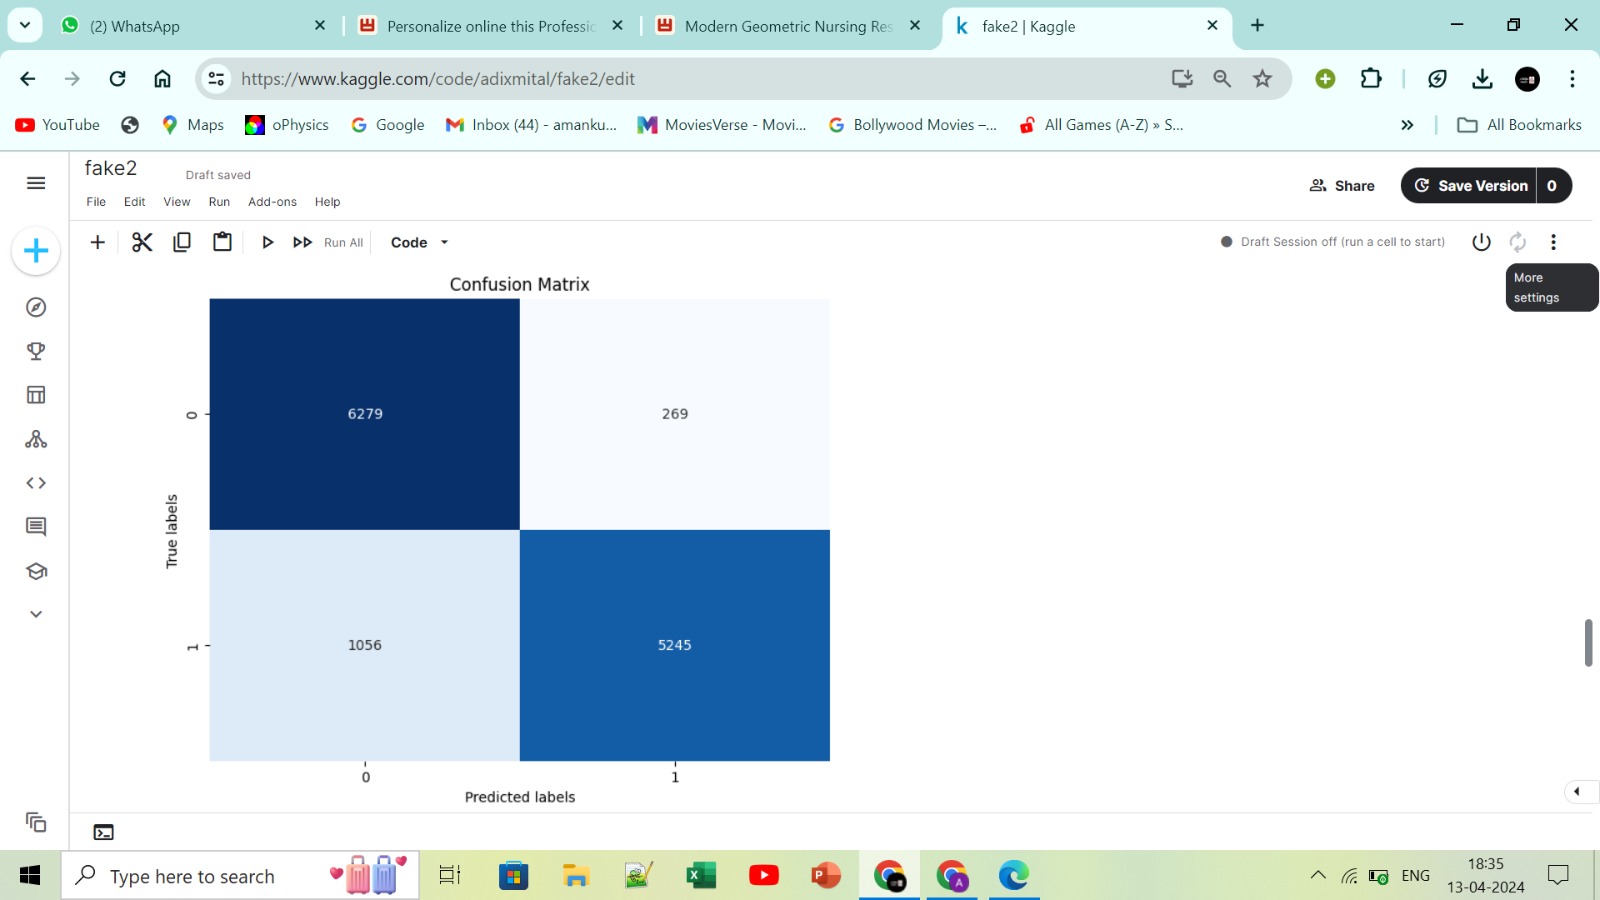 (2) WhatsApp
Personalize online this Professic
Modern Geometric Nursing Res
fake2 | Kaggle
https://www.kaggle.com/code/adixmital/fake2/edit
YouTube
Maps
oPhysics
Google
Inbox (44) - amanku...
MoviesVerse - Movi...
Bollywood Movies –...
All Games (A-Z) » S...
»
All Bookmarks
fake2
Draft saved
File Edit View Run Add-ons Help
Share
Save Version 0
Run All
Code
Draft Session off (run a cell to start)
More
settings
Confusion Matrix
6279
269
0
True labels
1056
5245
1
0
1
Predicted labels
Type here to search
ENG
18:35
13-04-2024